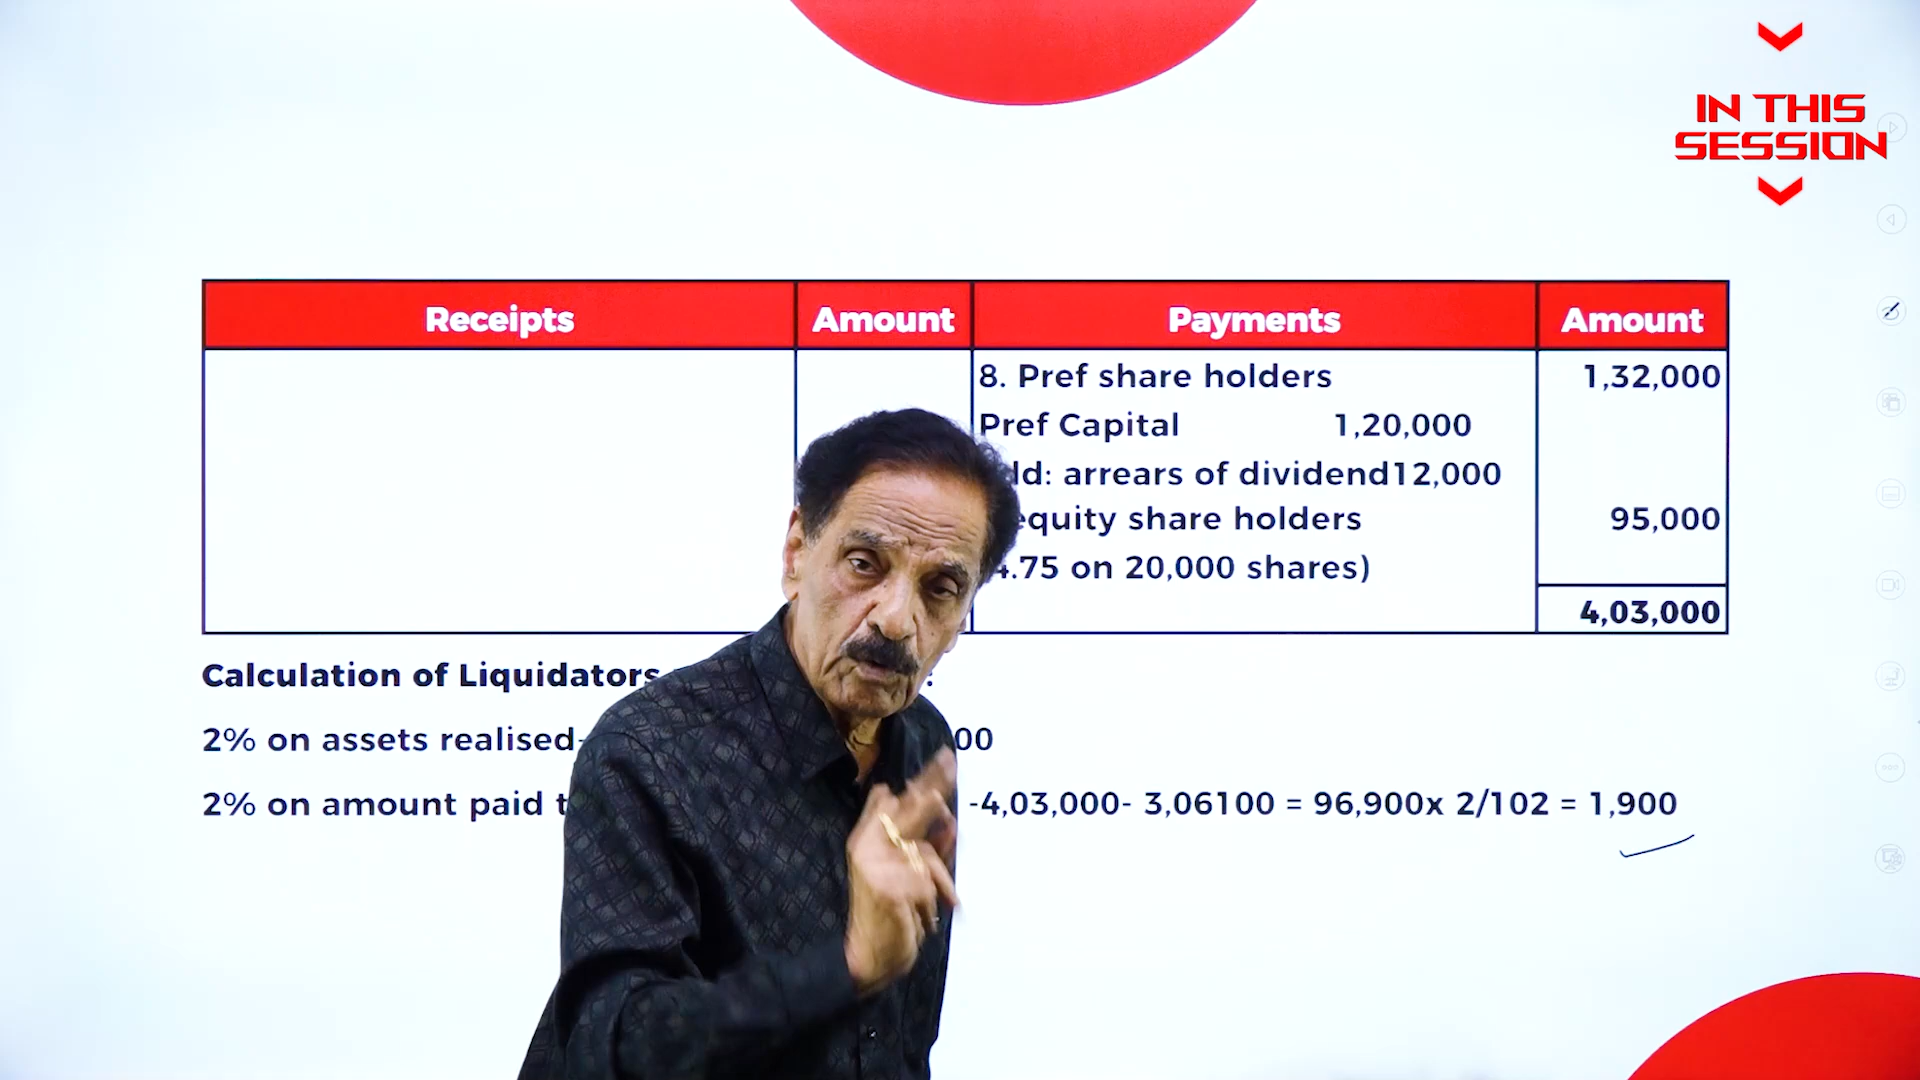 IN THIS
SESSION
Receipts Amount Payments Amount
8. Pref share holders 1,32,000
Pref Capital 1,20,000
arrears of dividend12,000
equity share holders 95,000
4.75 on 20,000 shares)
4,03,000
Calculation of Liquidators
2% on assets realised-
2% on amount paid -4,03,000- 3,06100 = 96,900x 2/102 = 1,900